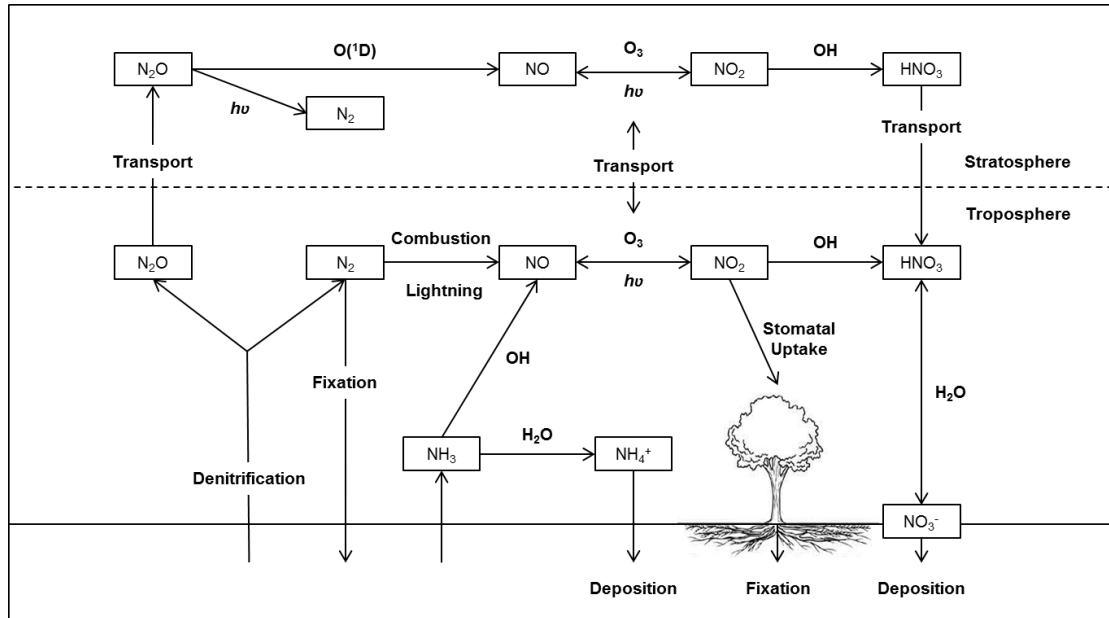 O(¹D)
O₃
OH
N₂O
NO
NO₂
HNO₃
hυ
N₂
hυ
Transport
Transport
Transport
Stratosphere
Troposphere
Combustion
O₃
OH
N₂O
N₂
NO
NO₂
HNO₃
Lightning
hυ
Stomatal
Uptake
OH
Fixation
H₂O
H₂O
NH₃
NH₄⁺
Denitrification
NO₃⁻
Deposition
Fixation
Deposition